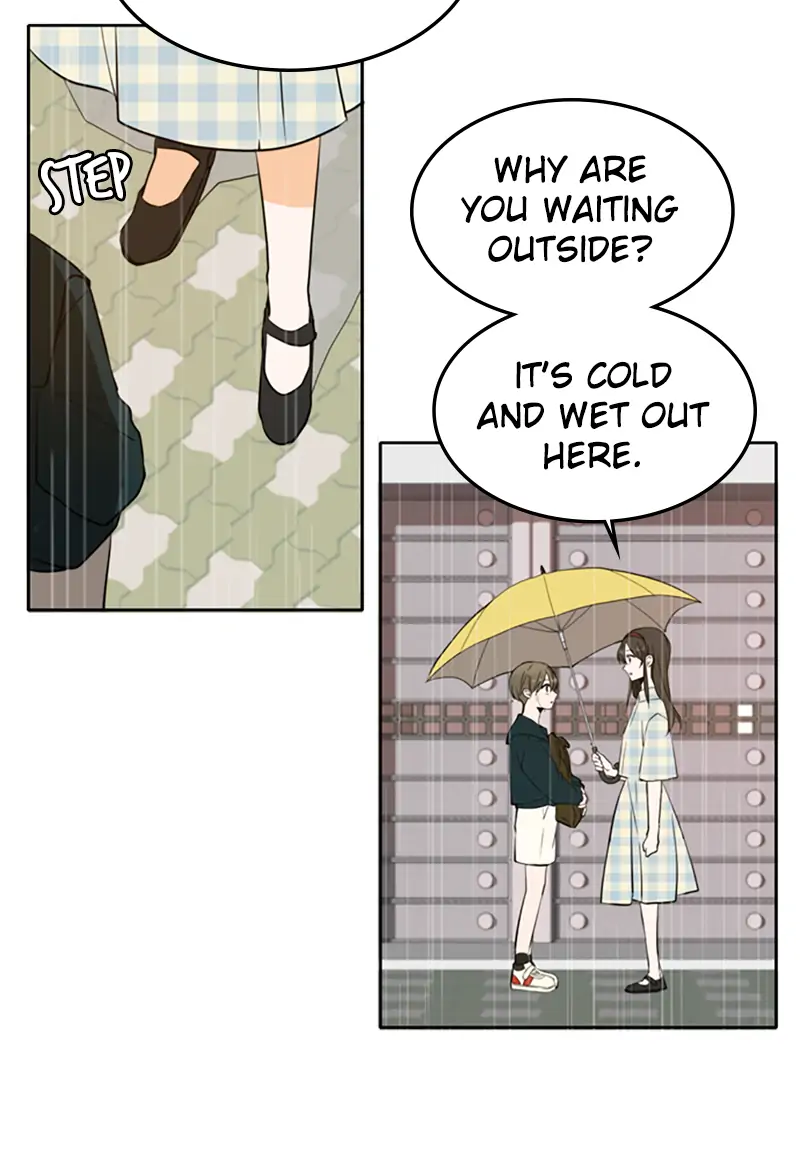 STEP
WHY ARE
YOU WAITING
OUTSIDE?
IT'S COLD
AND WET OUT
HERE.